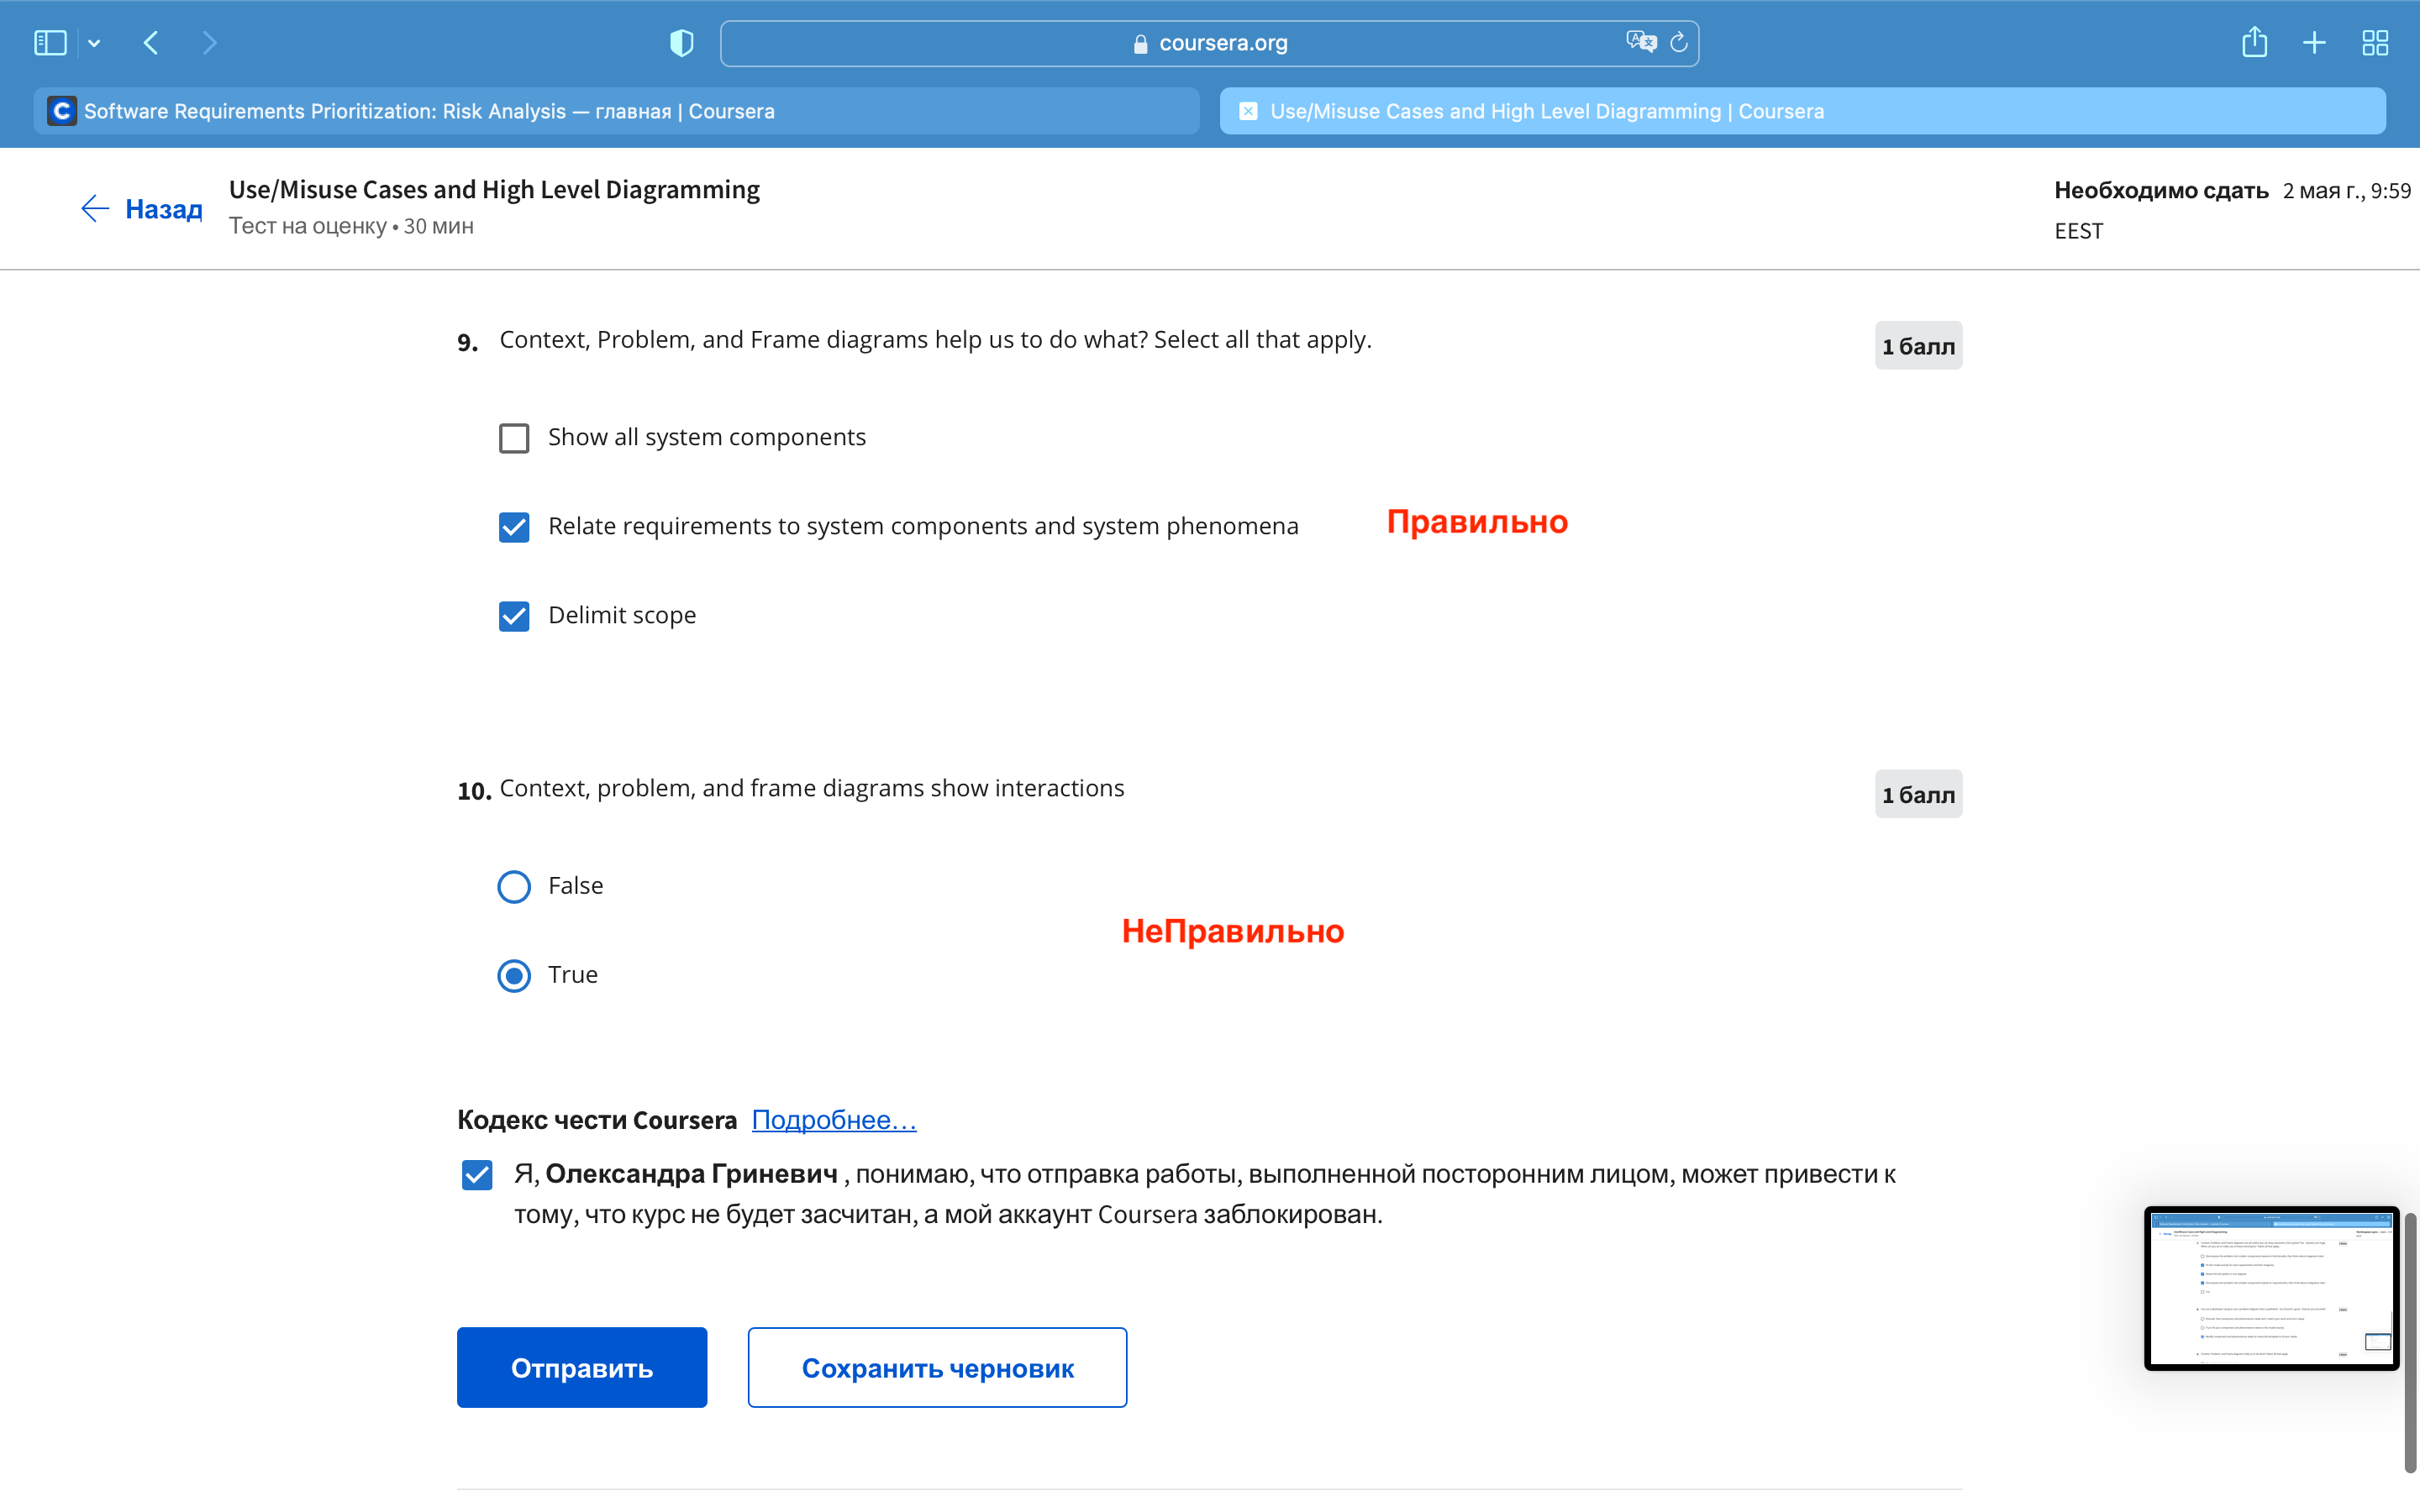 coursera.org
Software Requirements Prioritization: Risk Analysis — главная | Coursera
Use/Misuse Cases and High Level Diagramming | Coursera
Назад
Use/Misuse Cases and High Level Diagramming
Тест на оценку • 30 мин
Необходимо сдать 2 мая г., 9:59
EEST
9. Context, Problem, and Frame diagrams help us to do what? Select all that apply.
1 балл
Show all system components
Relate requirements to system components and system phenomena
Правильно
Delimit scope
10. Context, problem, and frame diagrams show interactions
1 балл
False
НеПравильно
True
Кодекс чести Coursera Подробнее…
Я, Олександра Гриневич , понимаю, что отправка работы, выполненной посторонним лицом, может привести к
тому, что курс не будет засчитан, а мой аккаунт Coursera заблокирован.
Отправить
Сохранить черновик